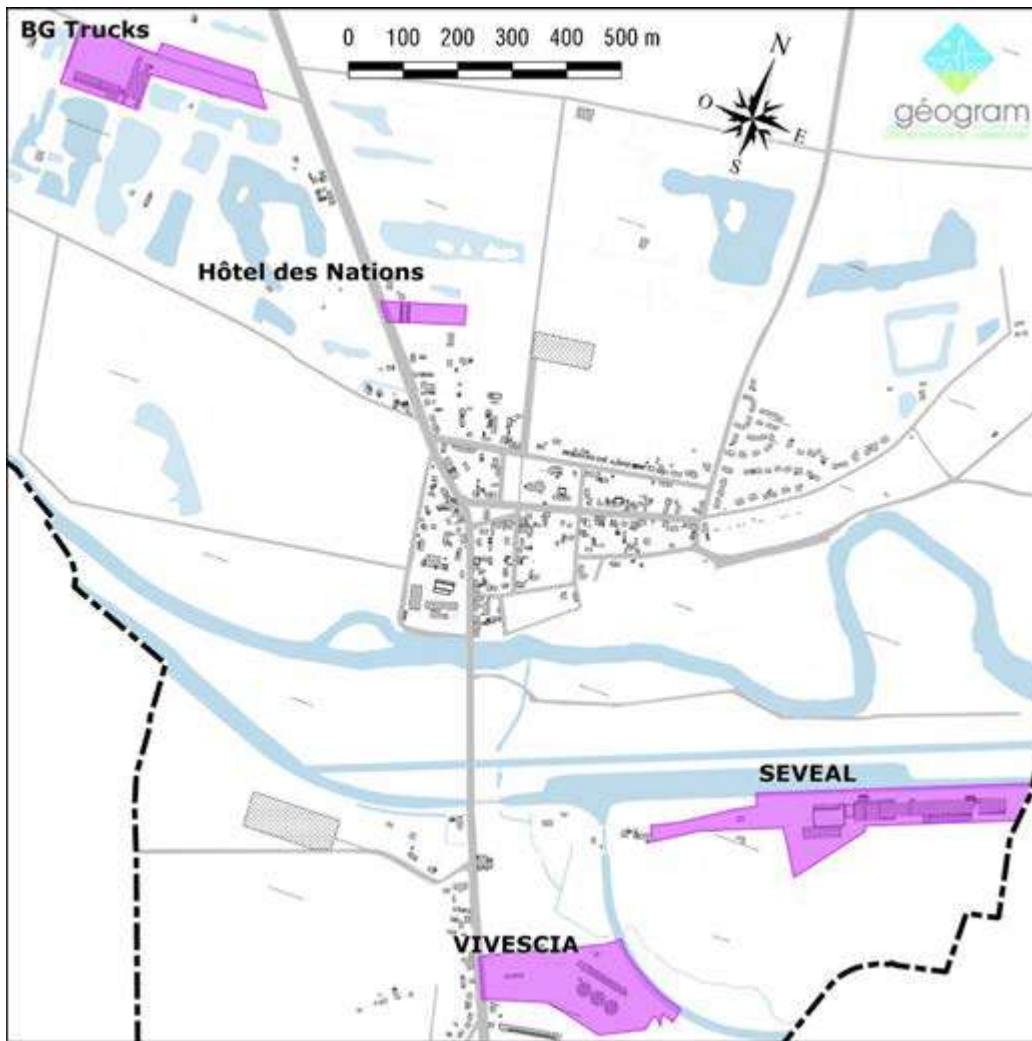 BG Trucks
0 100 200 300 400 500 m
N
O
E
S
géogram
Hôtel des Nations
SEVEAL
VIVESCIA